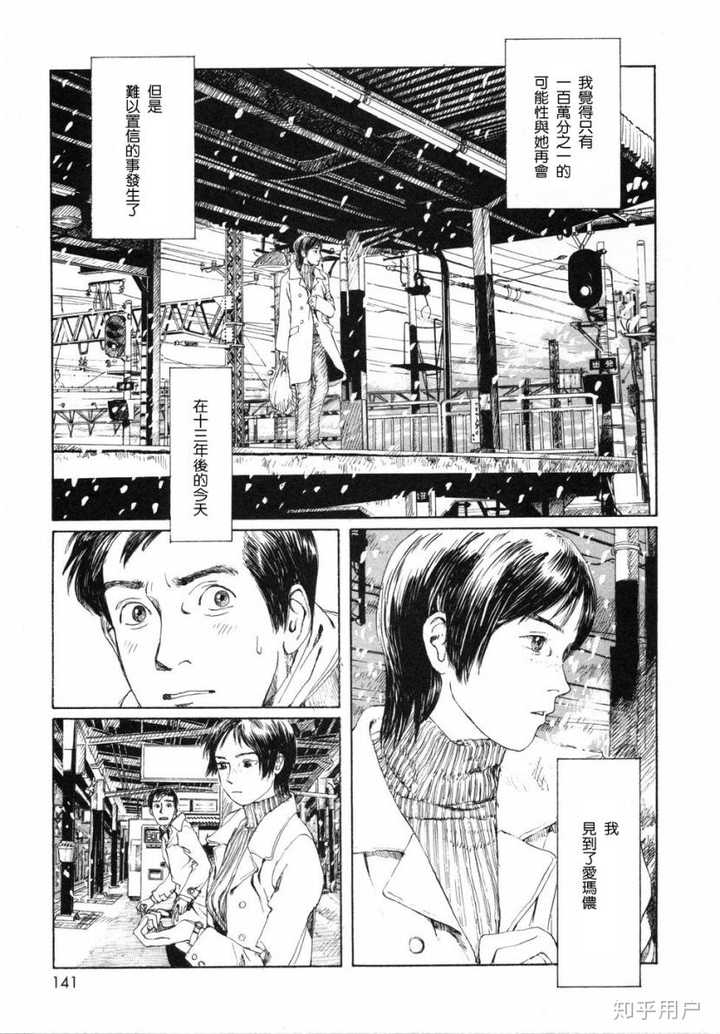 我覺得只有
一百萬分之一的
可能性與她再會
但是
難以置信的事發生了
在十三年後的今天
我
見到了愛瑪儂
141
知乎用户